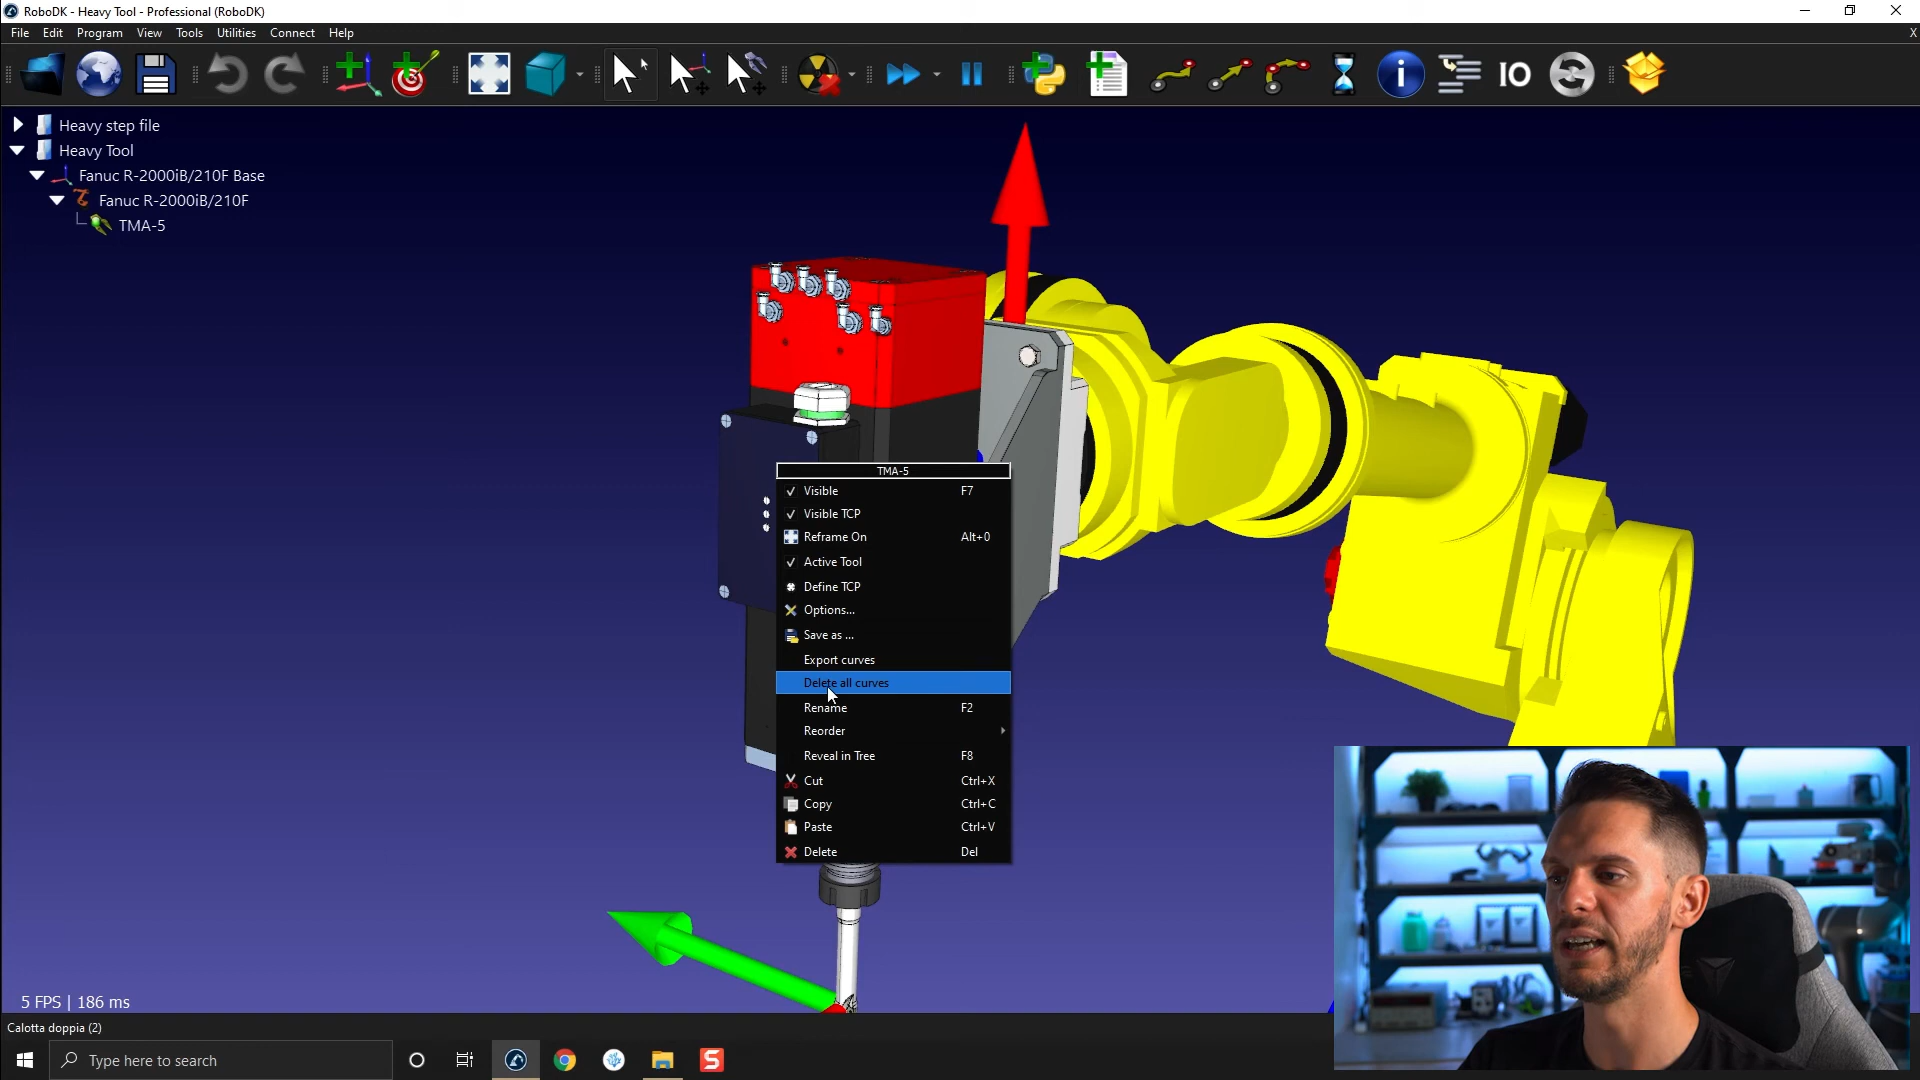 RoboDK - Heavy Tool - Professional (RoboDK)
File Edit Program View Tools Utilities Connect Help X
IO
Heavy step file
Heavy Tool
Fanuc R-2000iB/210F Base
Fanuc R-2000iB/210F
TMA-5
TMA-5
Visible F7
Visible TCP
Reframe On Alt+0
Active Tool
Define TCP
Options...
Save as ...
Export curves
Delete all curves
Rename F2
Reorder
Reveal in Tree F8
Cut Ctrl+X
Copy Ctrl+C
Paste Ctrl+V
Delete Del
5 FPS | 186 ms
Calotta doppia (2)
Type here to search
S